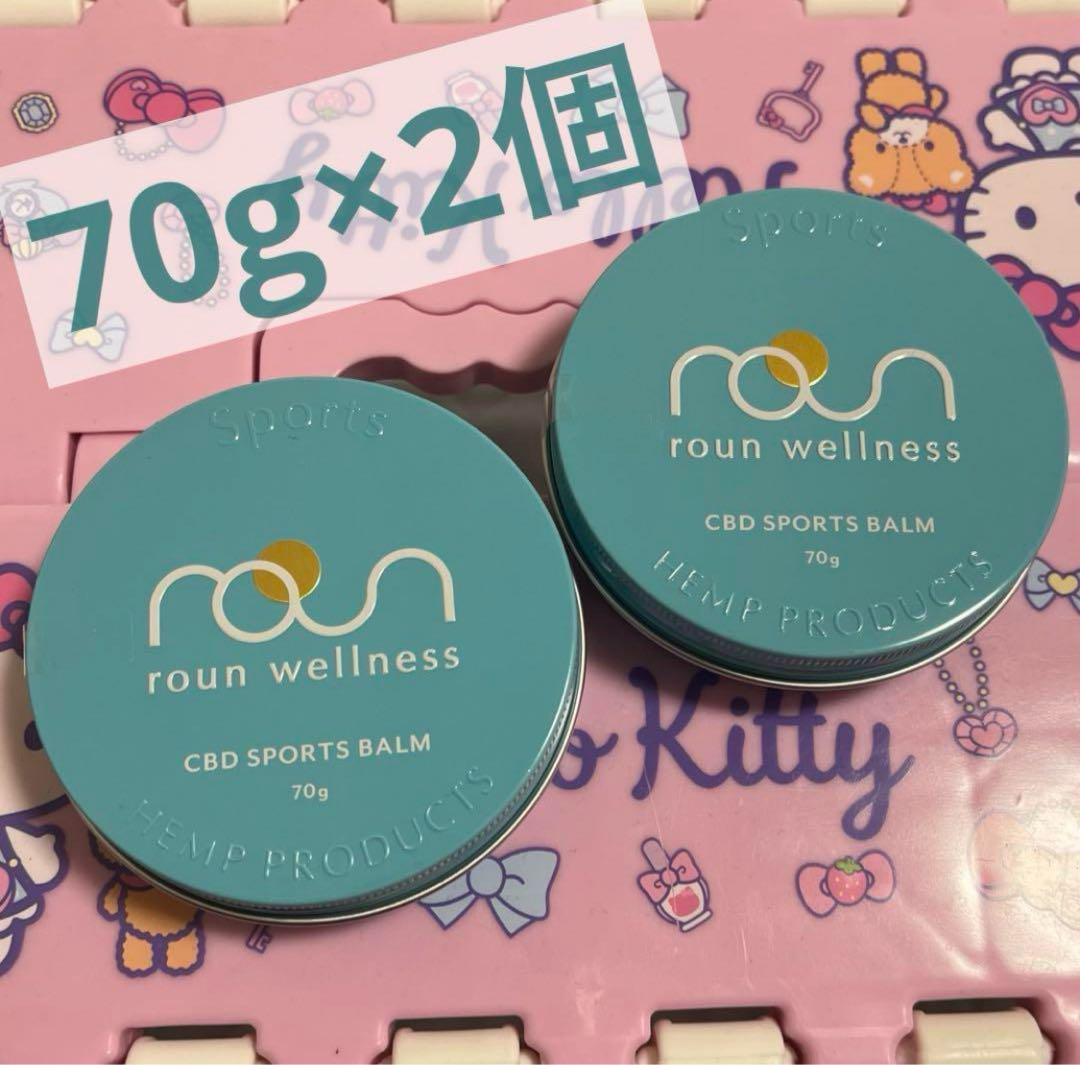 70g×2個
Sports
roun
roun wellness
CBD SPORTS BALM
70g
HEMP PRODUCTS
Sports
roun
roun wellness
CBD SPORTS BALM
70g
HEMP PRODUCTS
Kitty